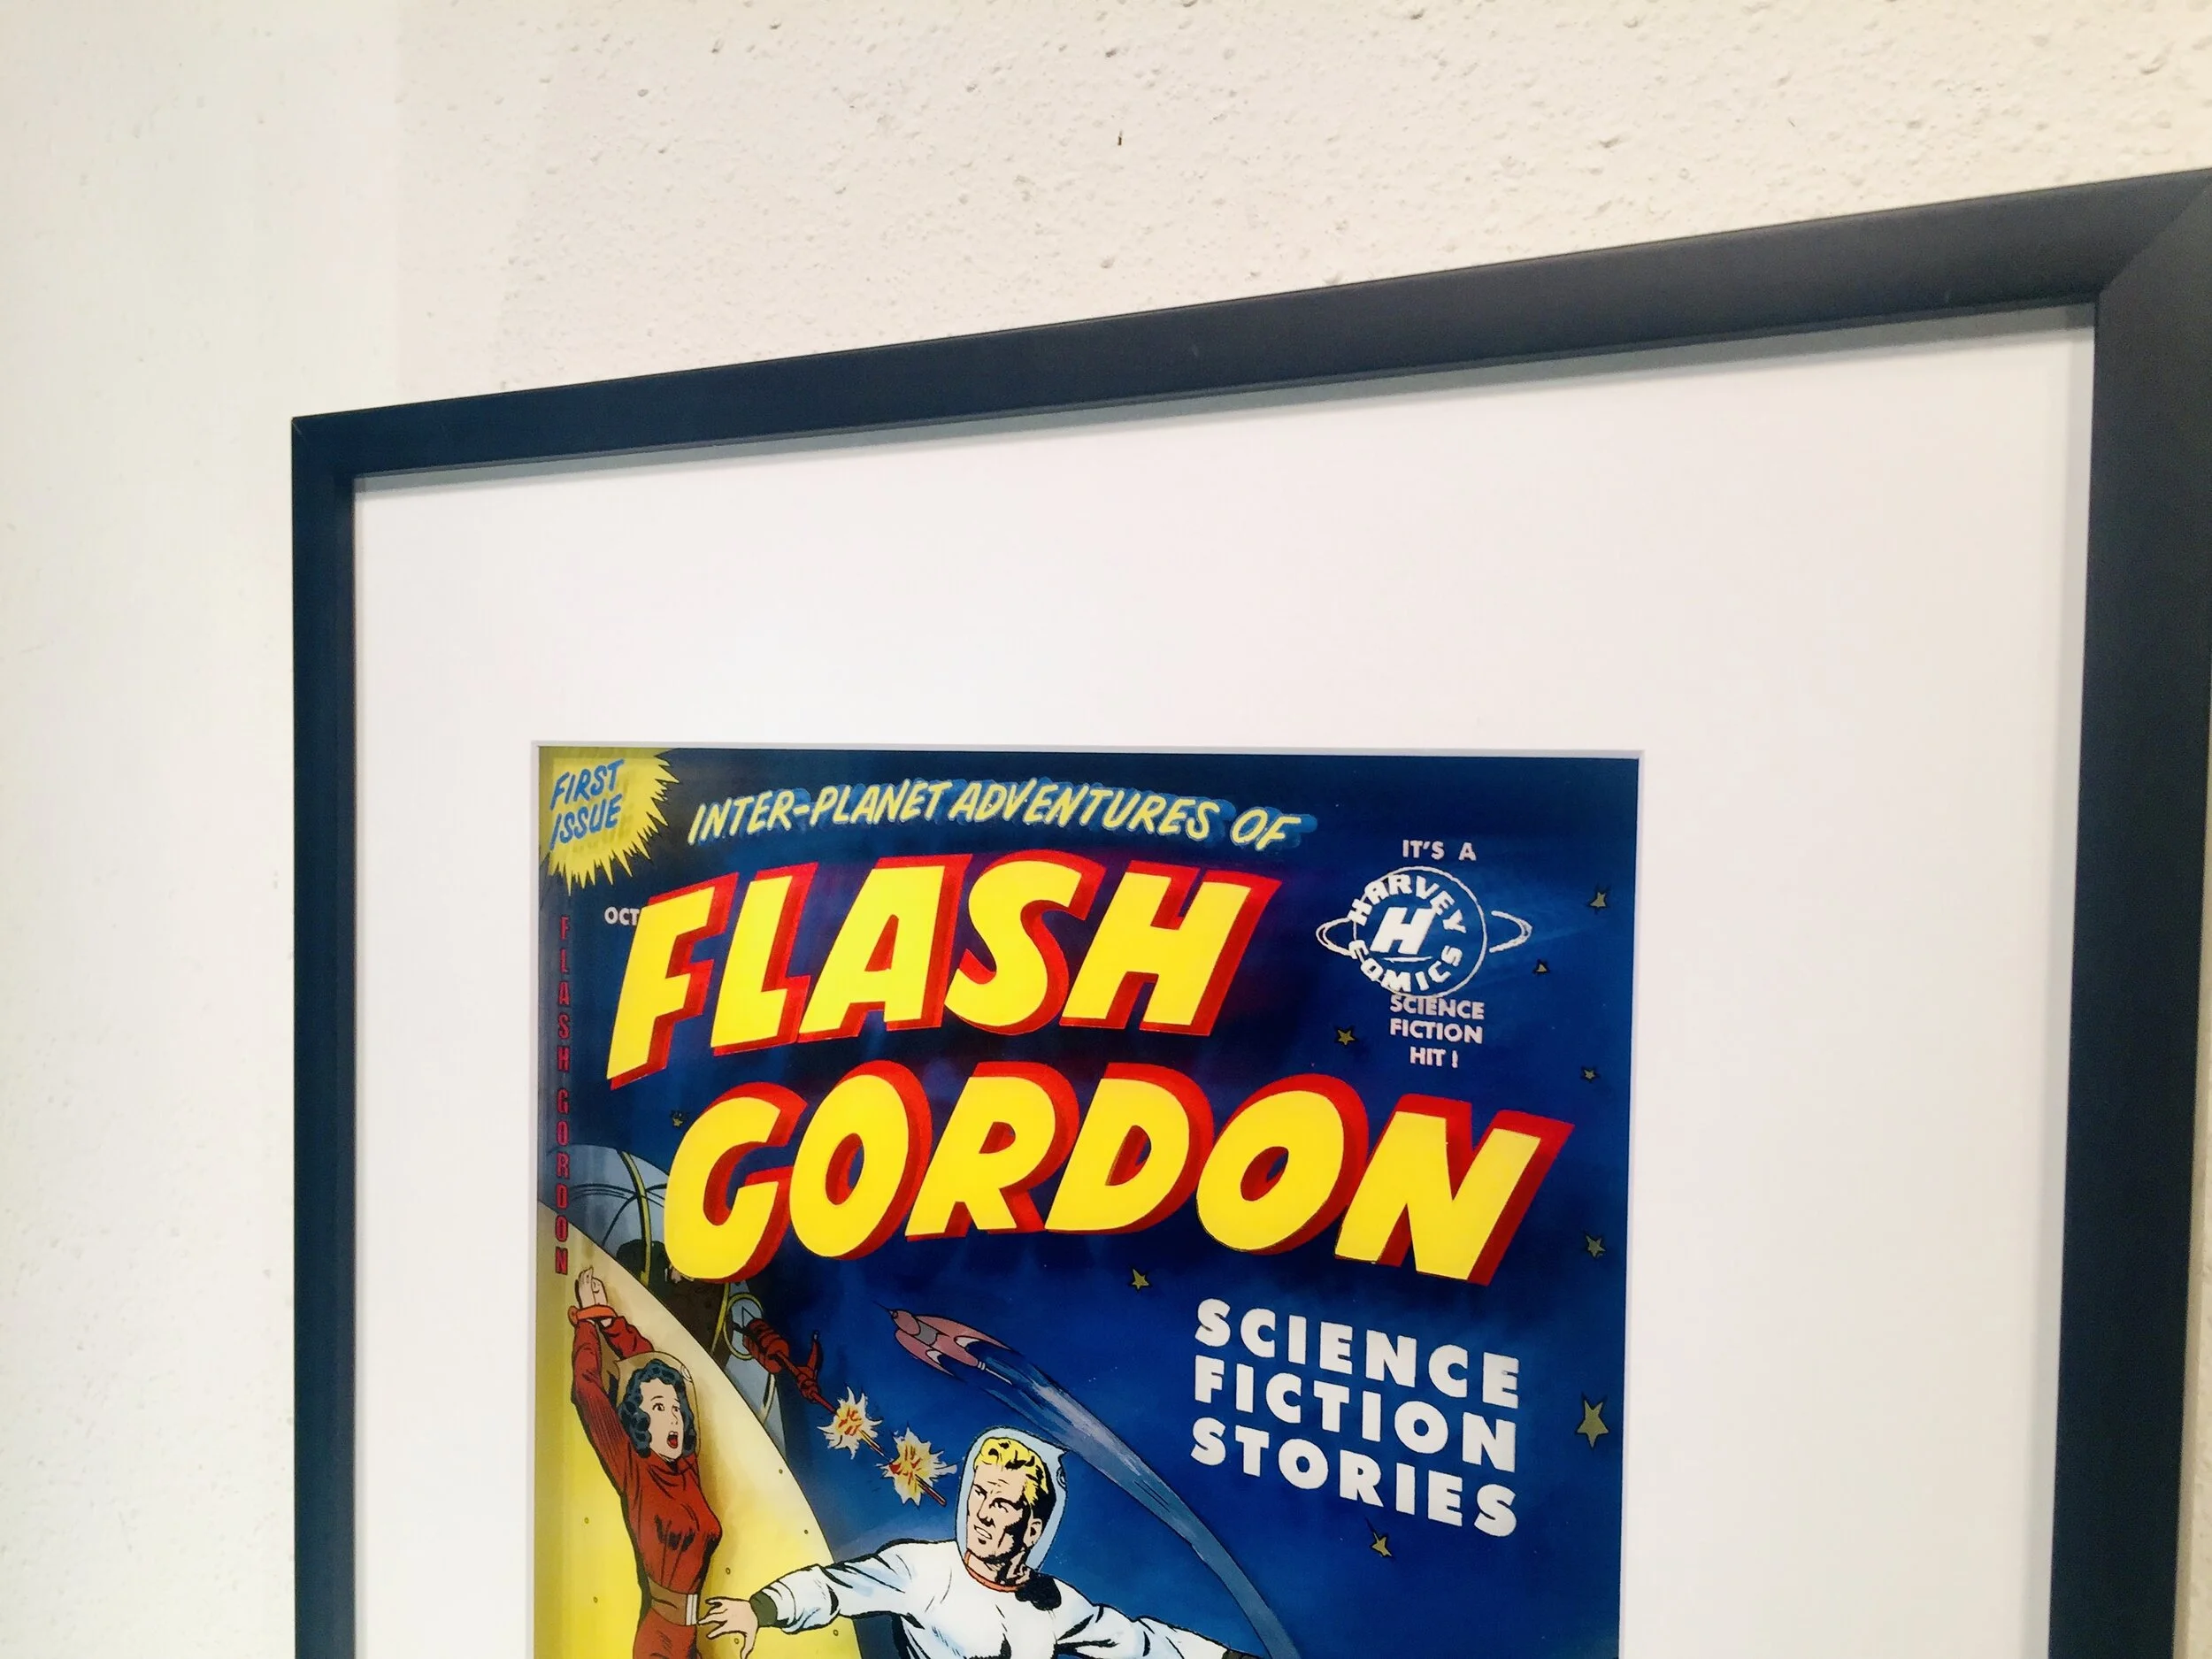 FIRST
ISSUE
INTER-PLANET ADVENTURES OF
OCT
FLASH
GORDON
FLASH GORDON
IT'S A
HARVEY
H
COMICS
SCIENCE
FICTION
HIT!
SCIENCE
FICTION
STORIES